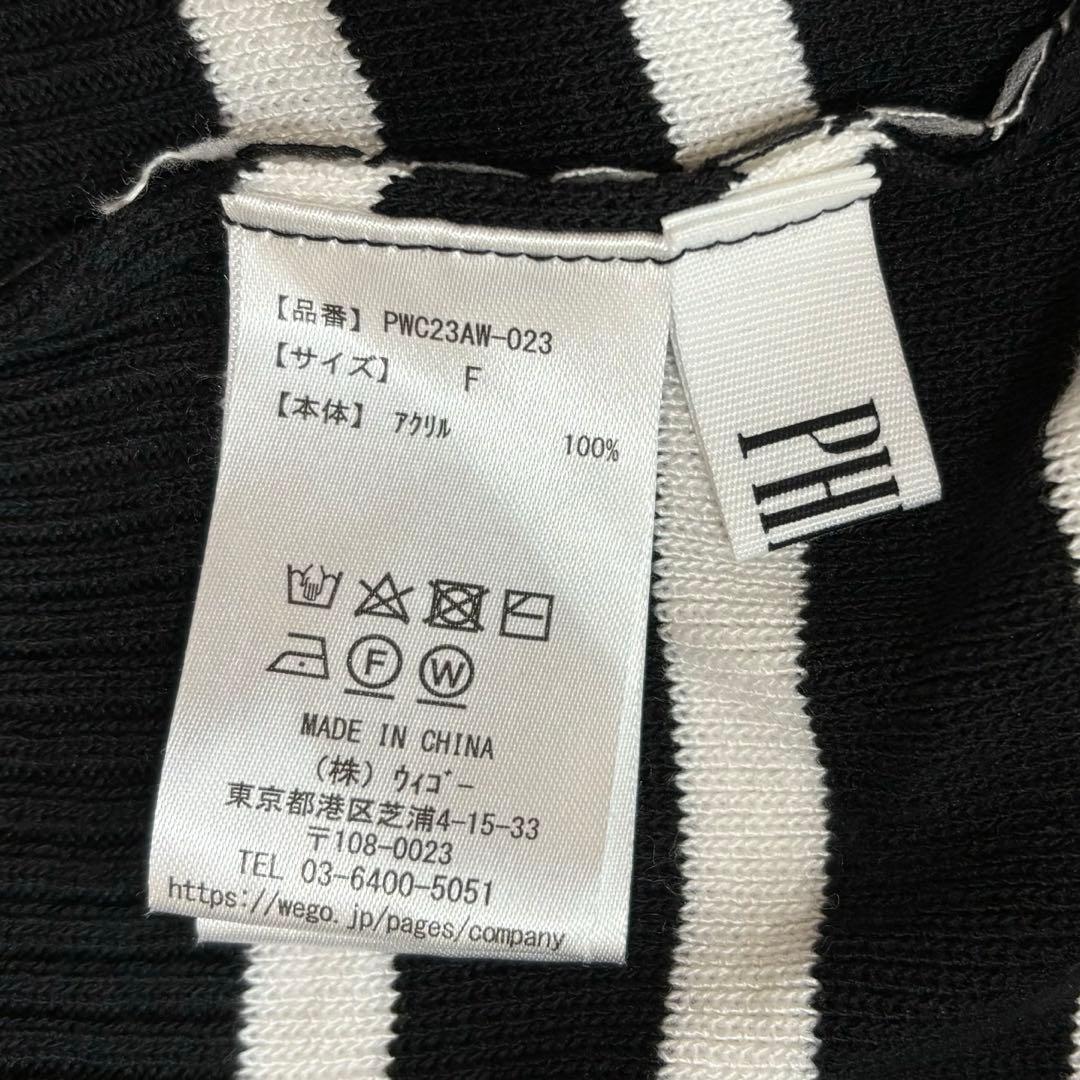 【品番】 PWC23AW-023
【サイズ】 F
【本体】 ｱｸﾘﾙ 100%
F W
MADE IN CHINA
(株) ｳｨｺﾞｰ
東京都港区芝浦4-15-33
〒108-0023
TEL 03-6400-5051
https://wego.jp/pages/company
PH